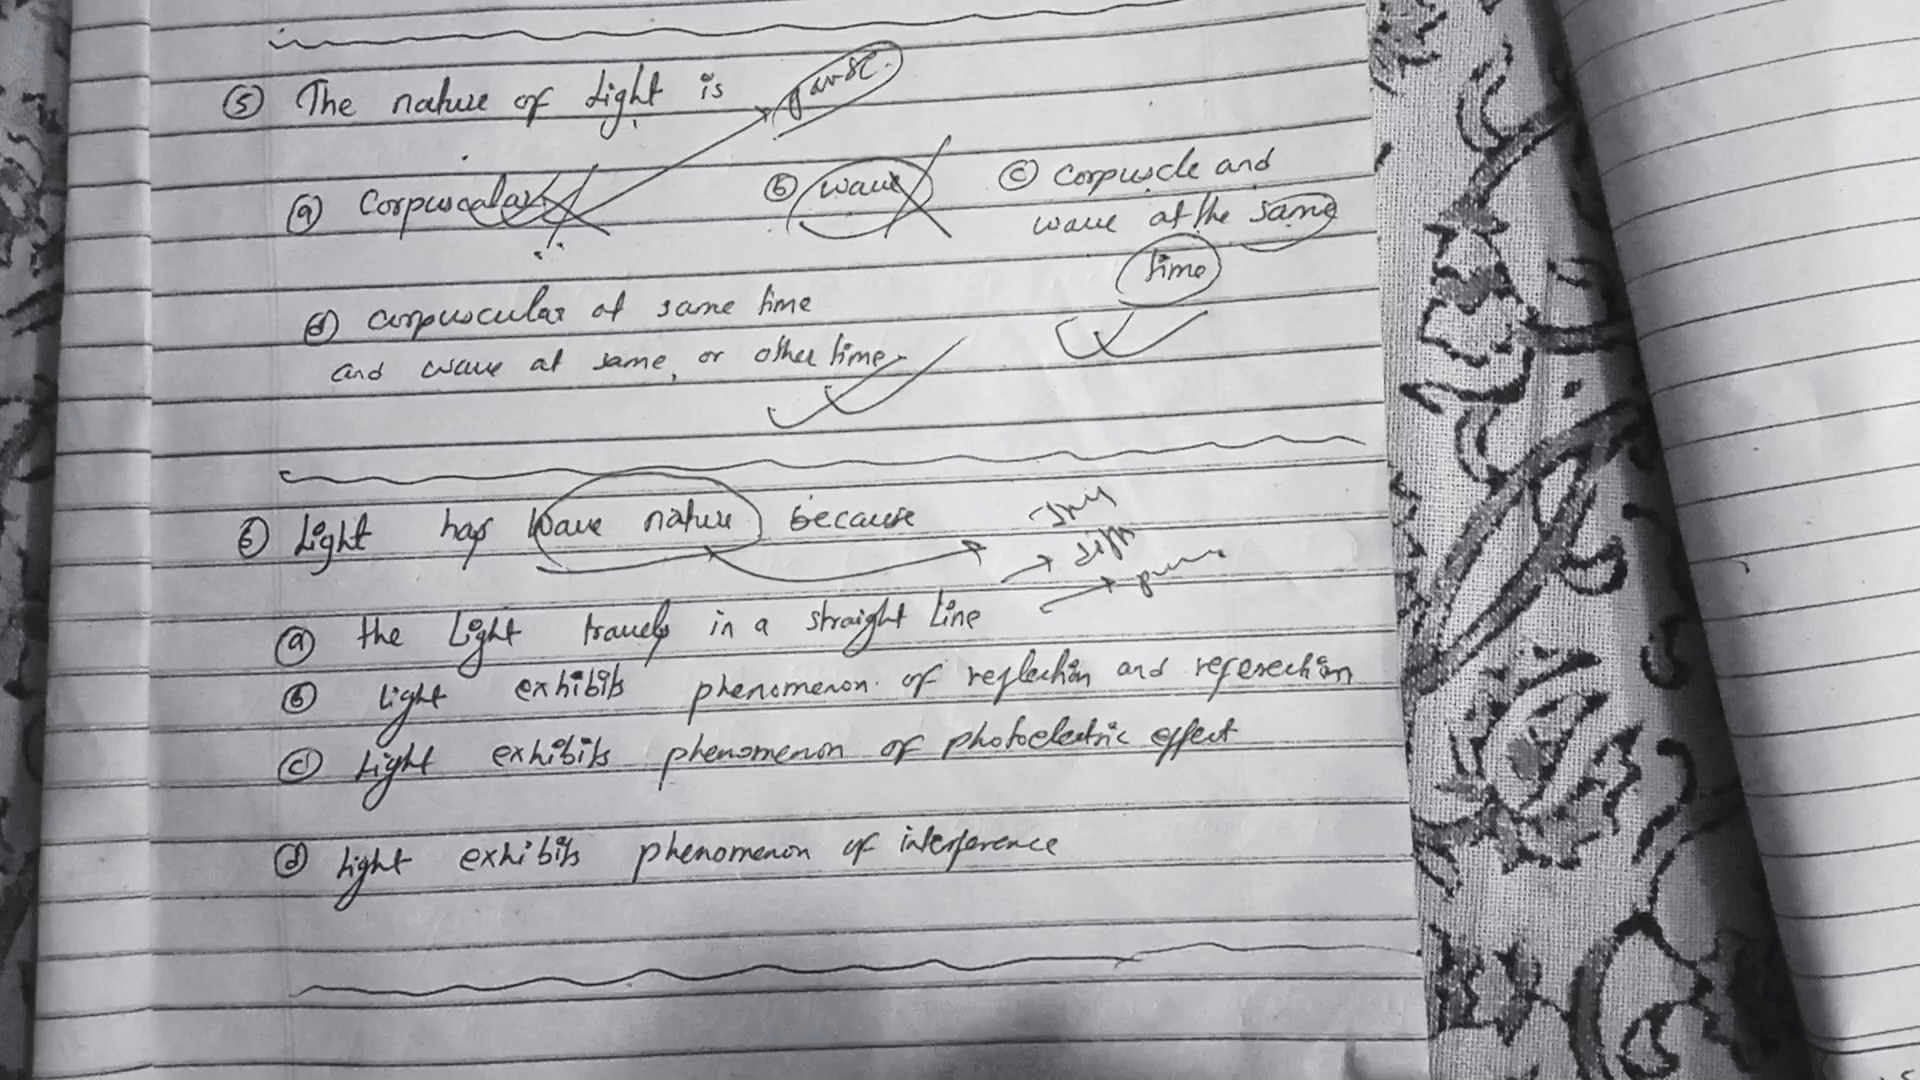 ⑤ The nature of Light is
ⓐ Corpuscular ⓑ wave ⓒ corpuscle and
wave at the same
time
ⓓ corpuscular at same time
and wave at same, or other time
⑥ Light has wave nature because
ⓐ the Light travels in a straight Line
ⓑ Light exhibits phenomenon of reflection and referection
ⓒ Light exhibits phenomenon of photoelectric effect
ⓓ Light exhibits phenomenon of interference